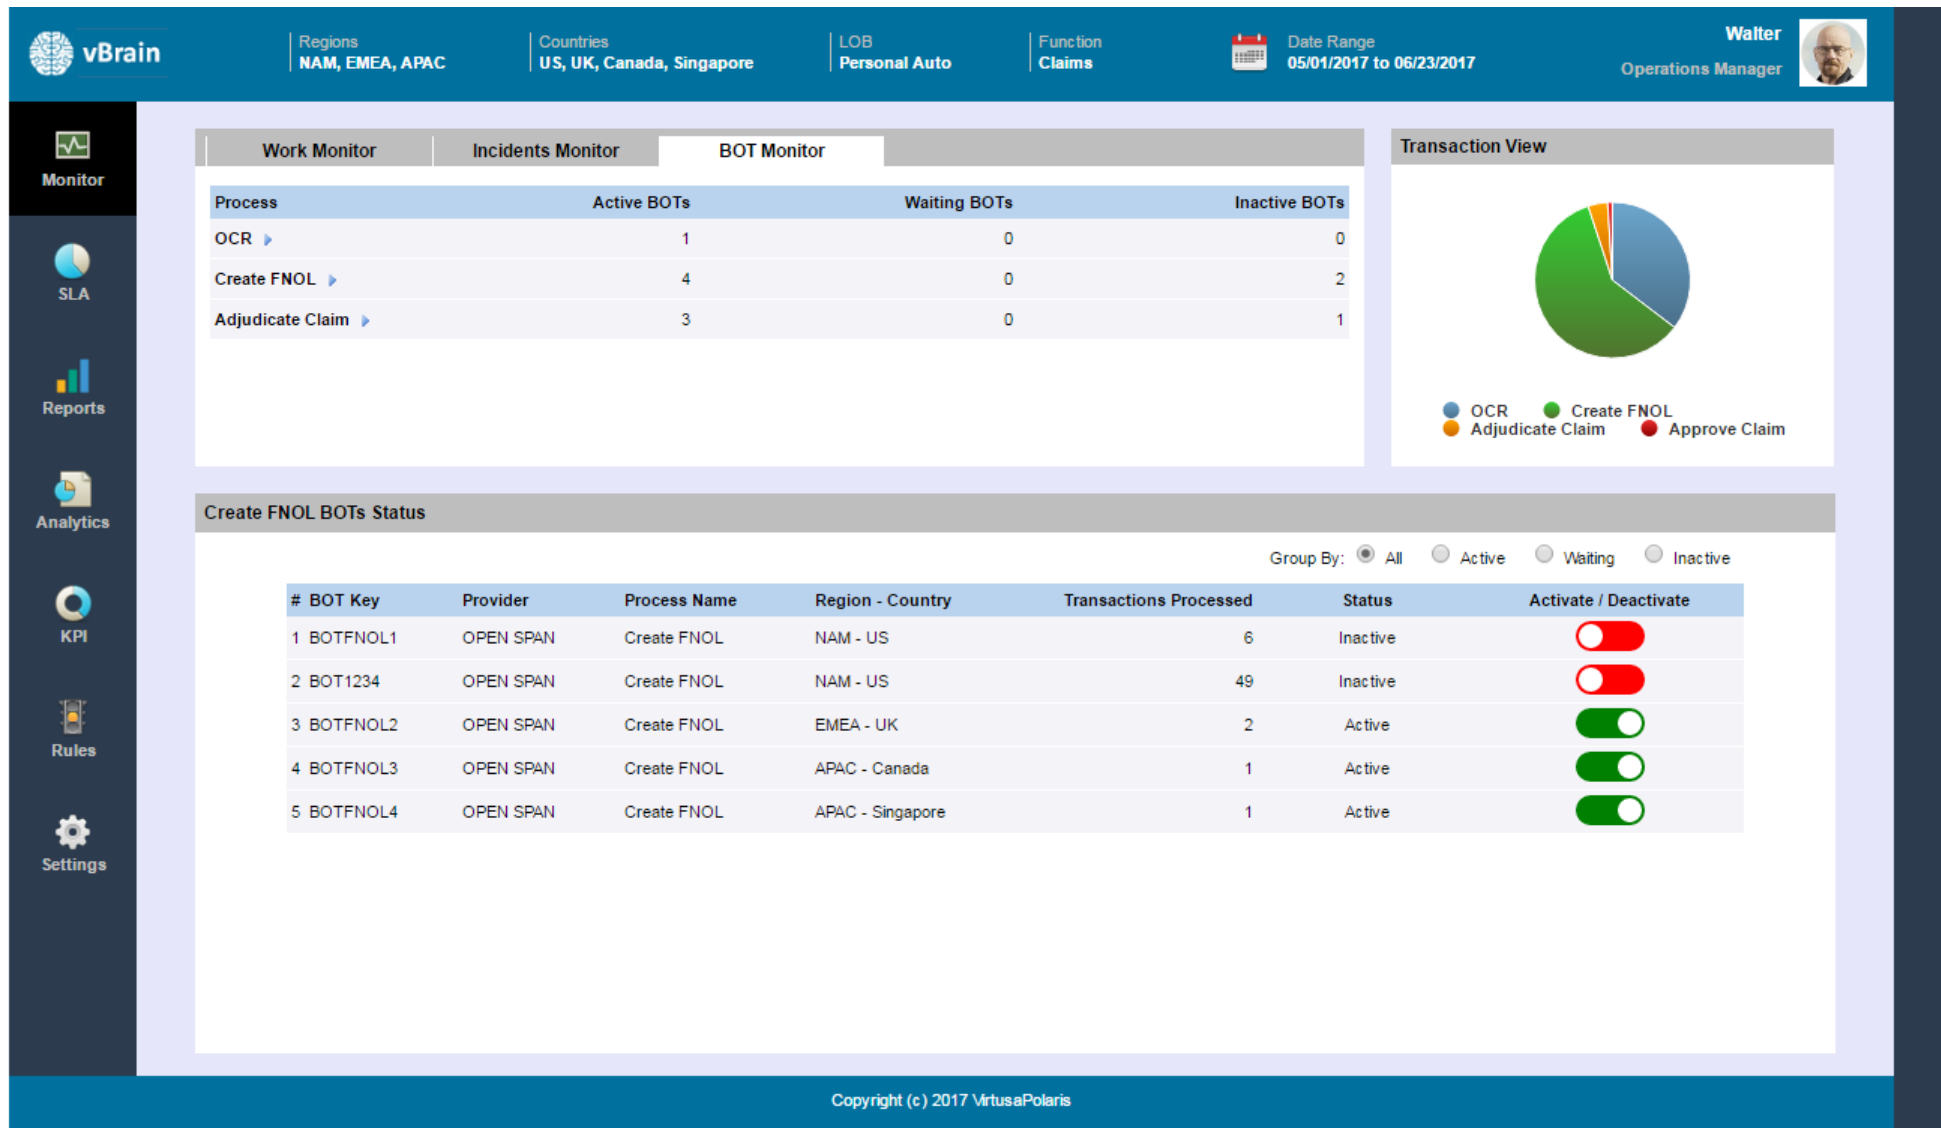 vBrain
Regions
NAM, EMEA, APAC
Countries
US, UK, Canada, Singapore
LOB
Personal Auto
Function
Claims
Date Range
05/01/2017 to 06/23/2017
Walter
Operations Manager
Monitor
SLA
Reports
Analytics
KPI
Rules
Settings
Work Monitor Incidents Monitor BOT Monitor
Process Active BOTs Waiting BOTs Inactive BOTs
OCR 1 0 0
Create FNOL 4 0 2
Adjudicate Claim 3 0 1
Transaction View
OCR Create FNOL
Adjudicate Claim Approve Claim
Create FNOL BOTs Status
Group By: All Active Waiting Inactive
# BOT Key Provider Process Name Region - Country Transactions Processed Status Activate / Deactivate
1 BOTFNOL1 OPEN SPAN Create FNOL NAM - US 6 Inactive
2 BOT1234 OPEN SPAN Create FNOL NAM - US 49 Inactive
3 BOTFNOL2 OPEN SPAN Create FNOL EMEA - UK 2 Active
4 BOTFNOL3 OPEN SPAN Create FNOL APAC - Canada 1 Active
5 BOTFNOL4 OPEN SPAN Create FNOL APAC - Singapore 1 Active
Copyright (c) 2017 VirtusaPolaris